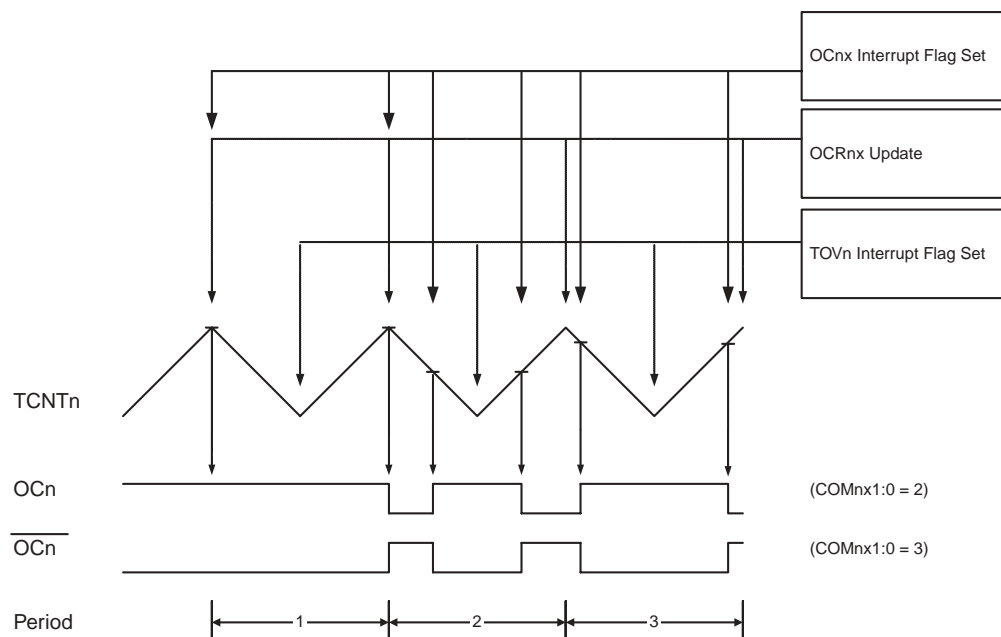 OCnx Interrupt Flag Set
OCRnx Update
TOVn Interrupt Flag Set
TCNTn
OCn
(COMnx1:0 = 2)
OCn
(COMnx1:0 = 3)
Period
1
2
3